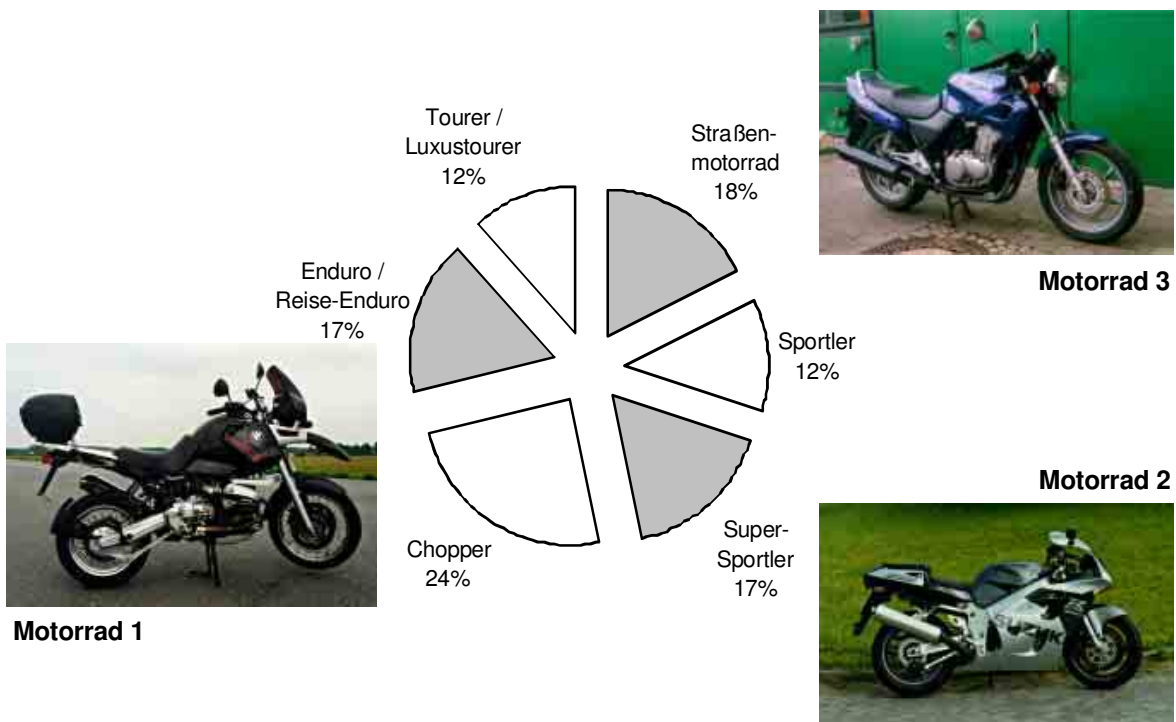 Tourer /
Luxustourer
12%
Straßen-
motorrad
18%
Motorrad 3
Enduro /
Reise-Enduro
17%
Sportler
12%
Motorrad 2
Chopper
24%
Super-
Sportler
17%
SUZUKI
Motorrad 1